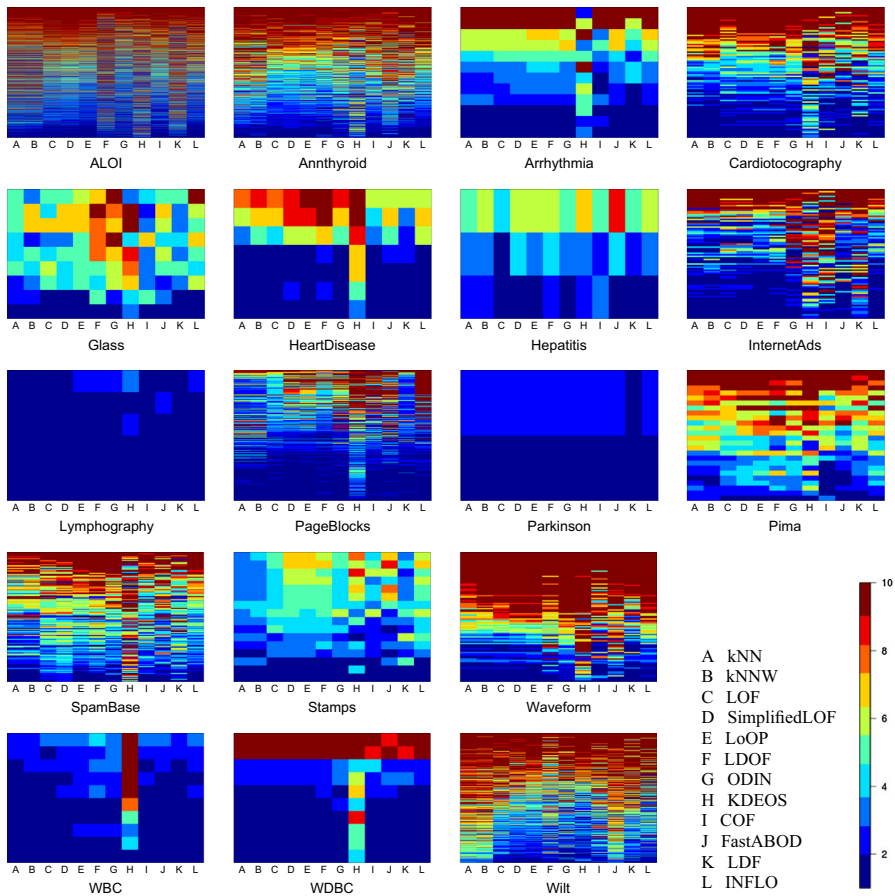 A B C D E F G H I J K L
ALOI
A B C D E F G H I J K L
Annthyroid
A B C D E F G H I J K L
Arrhythmia
A B C D E F G H I J K L
Cardiotocography
A B C D E F G H I J K L
Glass
A B C D E F G H I J K L
HeartDisease
A B C D E F G H I J K L
Hepatitis
A B C D E F G H I J K L
InternetAds
A B C D E F G H I J K L
Lymphography
A B C D E F G H I J K L
PageBlocks
A B C D E F G H I J K L
Parkinson
A B C D E F G H I J K L
Pima
A B C D E F G H I J K L
SpamBase
A B C D E F G H I J K L
Stamps
A B C D E F G H I J K L
Waveform
A B C D E F G H I J K L
WBC
A B C D E F G H I J K L
WDBC
A B C D E F G H I J K L
Wilt
A kNN
B kNNW
C LOF
D SimplifiedLOF
E LoOP
F LDOF
G ODIN
H KDEOS
I COF
J FastABOD
K LDF
L INFLO
10
8
6
4
2